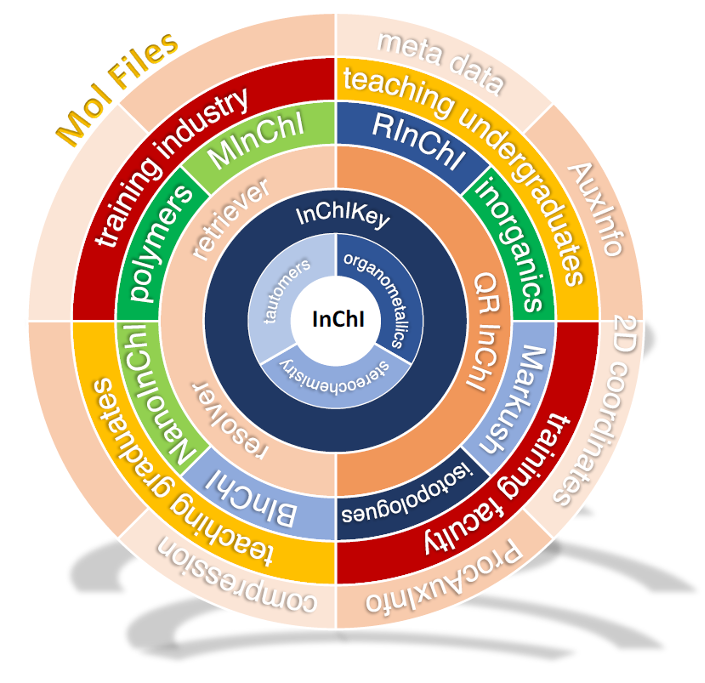 Mol Files
meta data
AuxInfo
2D coordinates
ProcAuxInfo
compression
training industry
teaching undergraduates
training faculty
teaching graduates
MInChI
RInChI
inorganics
Markush
isotopologues
BInChI
NanoInChI
polymers
retriever
QR InChI
resolver
InChIKey
tautomers
organometallics
stereochemistry
InChI